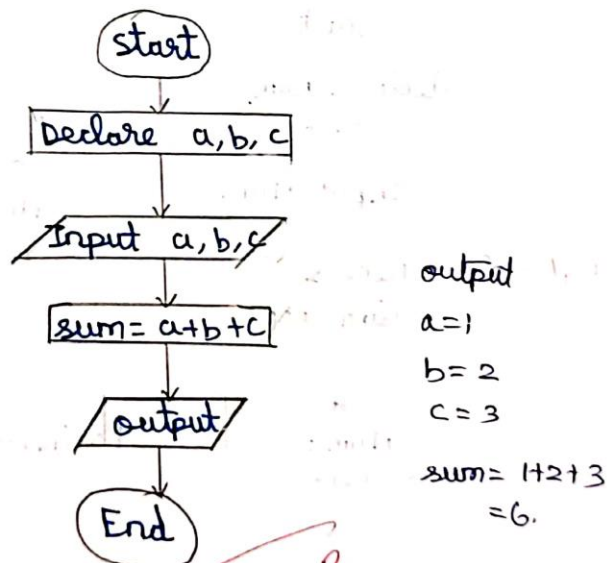 start
Declare a, b, c
Input a, b, c
sum= a+b+c
output
End
output
a=1
b= 2
c = 3
sum= 1+2+3
=6.